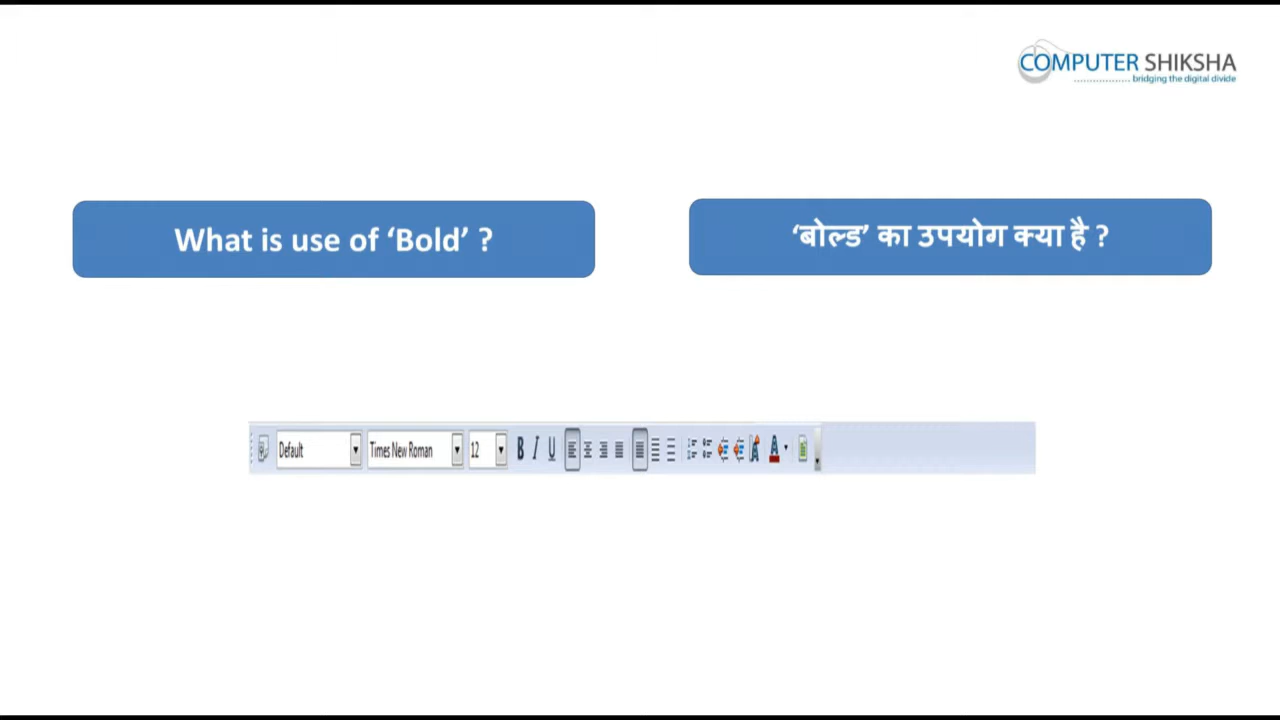 COMPUTER SHIKSHA
bridging the digital divide
What is use of ‘Bold’ ?
‘बोल्ड’ का उपयोग क्या है ?
Default Times New Roman 12 B I U